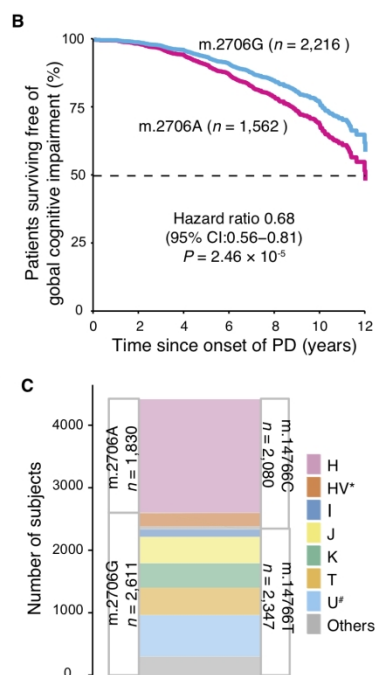 B
Patients surviving free of
gobal cognitive impairment (%)
100
75
50
25
0
m.2706G (n = 2,216 )
m.2706A (n = 1,562 )
Hazard ratio 0.68
(95% CI:0.56–0.81)
P = 2.46 × 10⁻⁵
0 2 4 6 8 10 12
Time since onset of PD (years)
C
Number of subjects
4000
3000
2000
1000
0
m.2706A
n = 1,830
m.2706G
n = 2,611
m.14766C
n = 2,080
m.14766T
n = 2,347
H
HV*
I
J
K
T
U#
Others